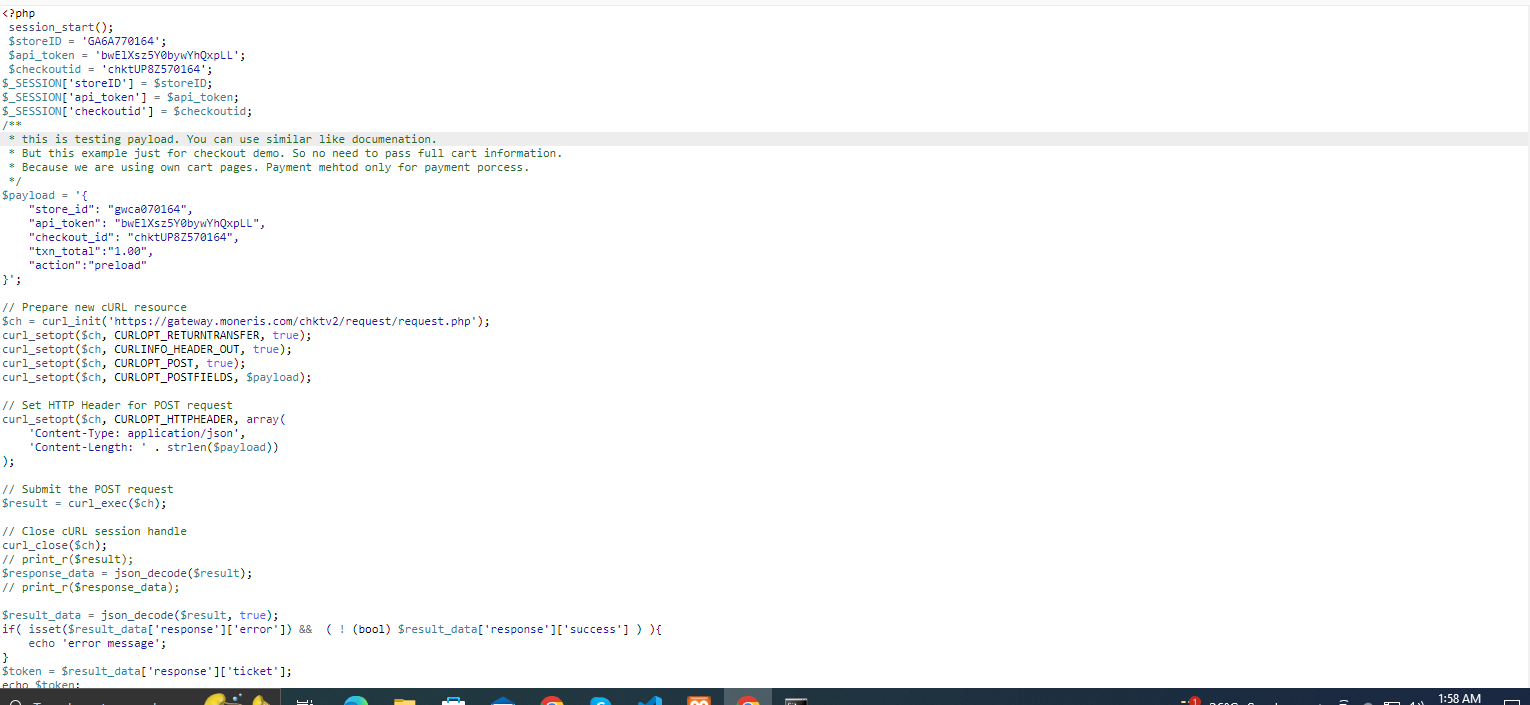 <?php
session_start();
$storeID = 'GA6A770164';
$api_token = 'bwElXsz5Y0bywYhQxpLL';
$checkoutid = 'chktUP8Z570164';
$_SESSION['storeID'] = $storeID;
$_SESSION['api_token'] = $api_token;
$_SESSION['checkoutid'] = $checkoutid;
/**
* this is testing payload. You can use similar like documenation.
* But this example just for checkout demo. So no need to pass full cart information.
* Because we are using own cart pages. Payment mehtod only for payment porcess.
*/
$payload = '{
"store_id": "gwca070164",
"api_token": "bwElXsz5Y0bywYhQxpLL",
"checkout_id": "chktUP8Z570164",
"txn_total":"1.00",
"action":"preload"
}';
// Prepare new cURL resource
$ch = curl_init('https://gateway.moneris.com/chktv2/request/request.php');
curl_setopt($ch, CURLOPT_RETURNTRANSFER, true);
curl_setopt($ch, CURLINFO_HEADER_OUT, true);
curl_setopt($ch, CURLOPT_POST, true);
curl_setopt($ch, CURLOPT_POSTFIELDS, $payload);
// Set HTTP Header for POST request
curl_setopt($ch, CURLOPT_HTTPHEADER, array(
'Content-Type: application/json',
'Content-Length: ' . strlen($payload))
);
// Submit the POST request
$result = curl_exec($ch);
// Close cURL session handle
curl_close($ch);
// print_r($result);
$response_data = json_decode($result);
// print_r($response_data);
$result_data = json_decode($result, true);
if( isset($result_data['response']['error']) && ( ! (bool) $result_data['response']['success'] ) ){
echo 'error message';
}
$token = $result_data['response']['ticket'];
echo $token;
1
1:58 AM